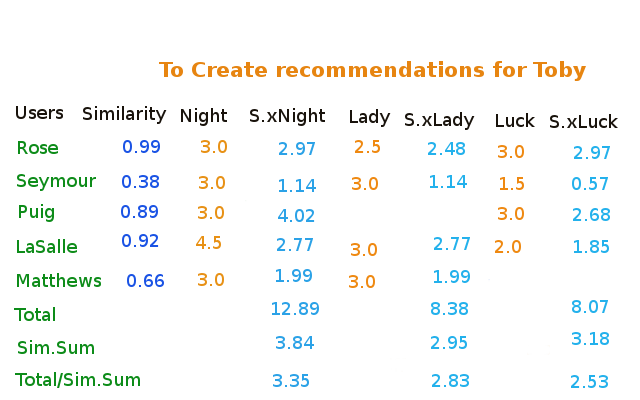 To Create recommendations for Toby
Users Similarity Night S.xNight Lady S.xLady Luck S.xLuck
Rose 0.99 3.0 2.97 2.5 2.48 3.0 2.97
Seymour 0.38 3.0 1.14 3.0 1.14 1.5 0.57
Puig 0.89 3.0 4.02 3.0 2.68
LaSalle 0.92 4.5 2.77 3.0 2.77 2.0 1.85
Matthews 0.66 3.0 1.99 3.0 1.99
Total 12.89 8.38 8.07
Sim.Sum 3.84 2.95 3.18
Total/Sim.Sum 3.35 2.83 2.53